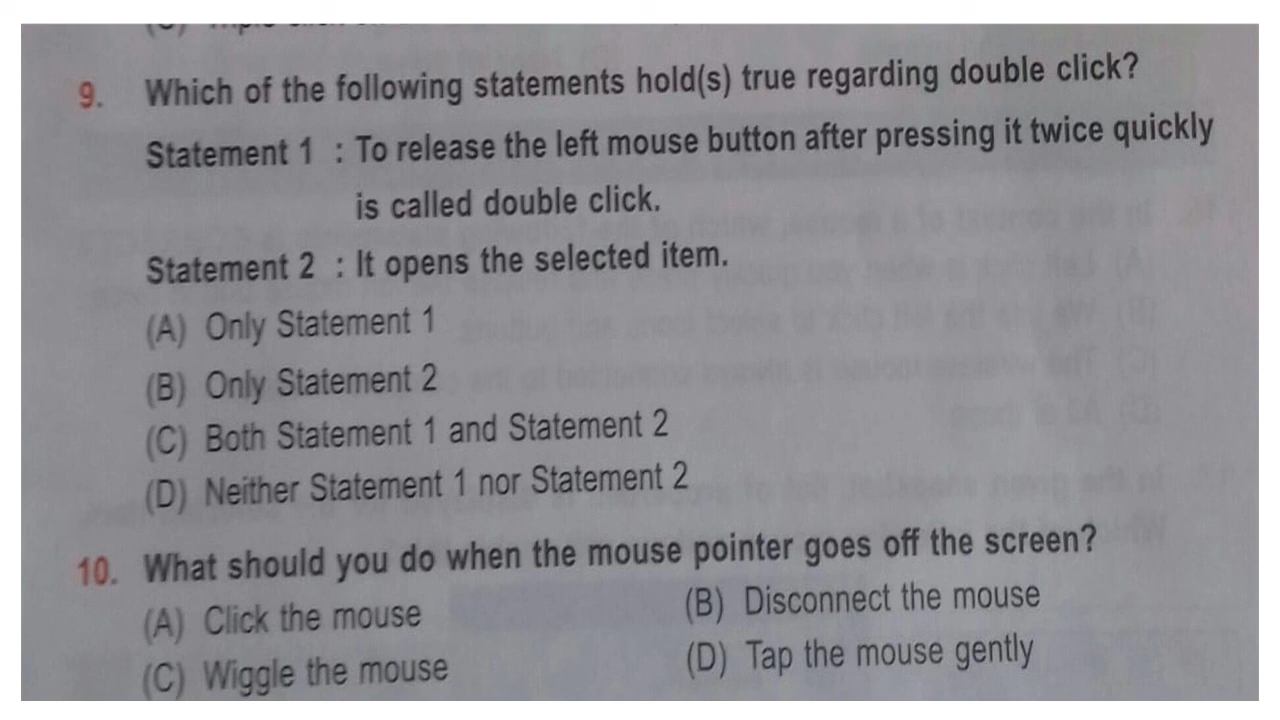 9. Which of the following statements hold(s) true regarding double click?
Statement 1 : To release the left mouse button after pressing it twice quickly
is called double click.
Statement 2 : It opens the selected item.
(A) Only Statement 1
(B) Only Statement 2
(C) Both Statement 1 and Statement 2
(D) Neither Statement 1 nor Statement 2
10. What should you do when the mouse pointer goes off the screen?
(A) Click the mouse (B) Disconnect the mouse
(C) Wiggle the mouse (D) Tap the mouse gently